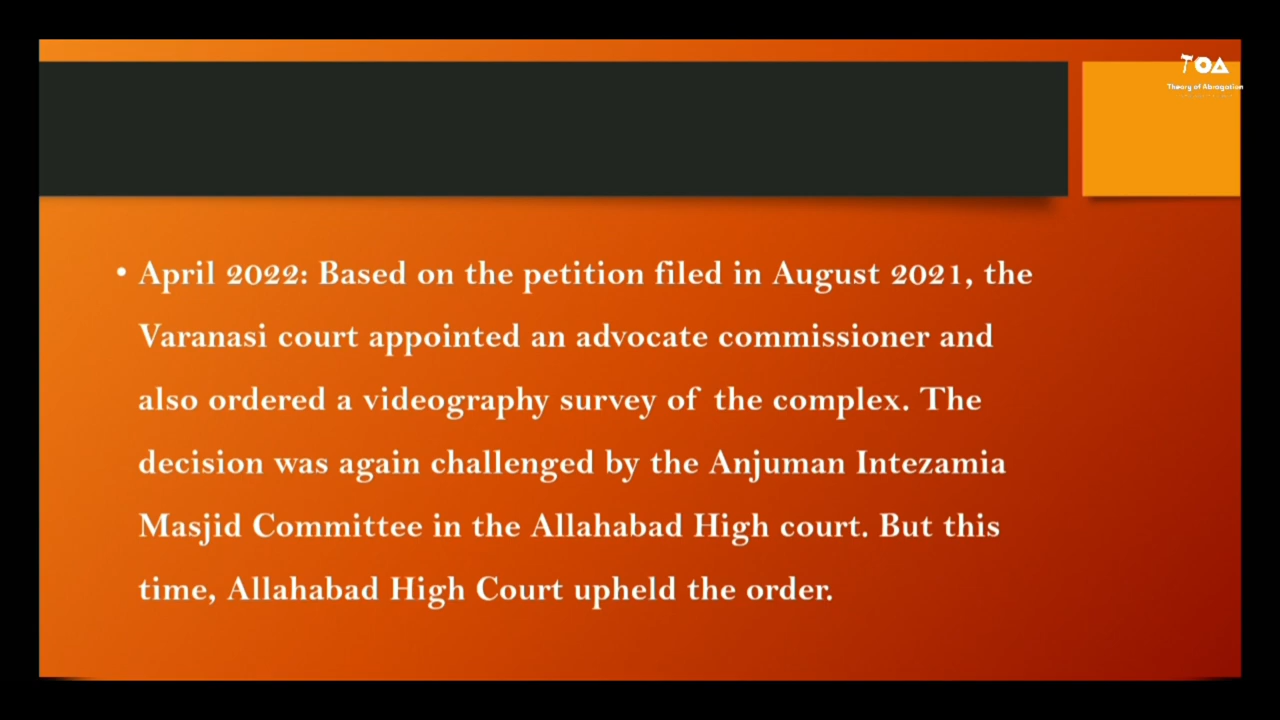 TOA
Theory of Abrogation
• April 2022: Based on the petition filed in August 2021, the
Varanasi court appointed an advocate commissioner and
also ordered a videography survey of the complex. The
decision was again challenged by the Anjuman Intezamia
Masjid Committee in the Allahabad High court. But this
time, Allahabad High Court upheld the order.